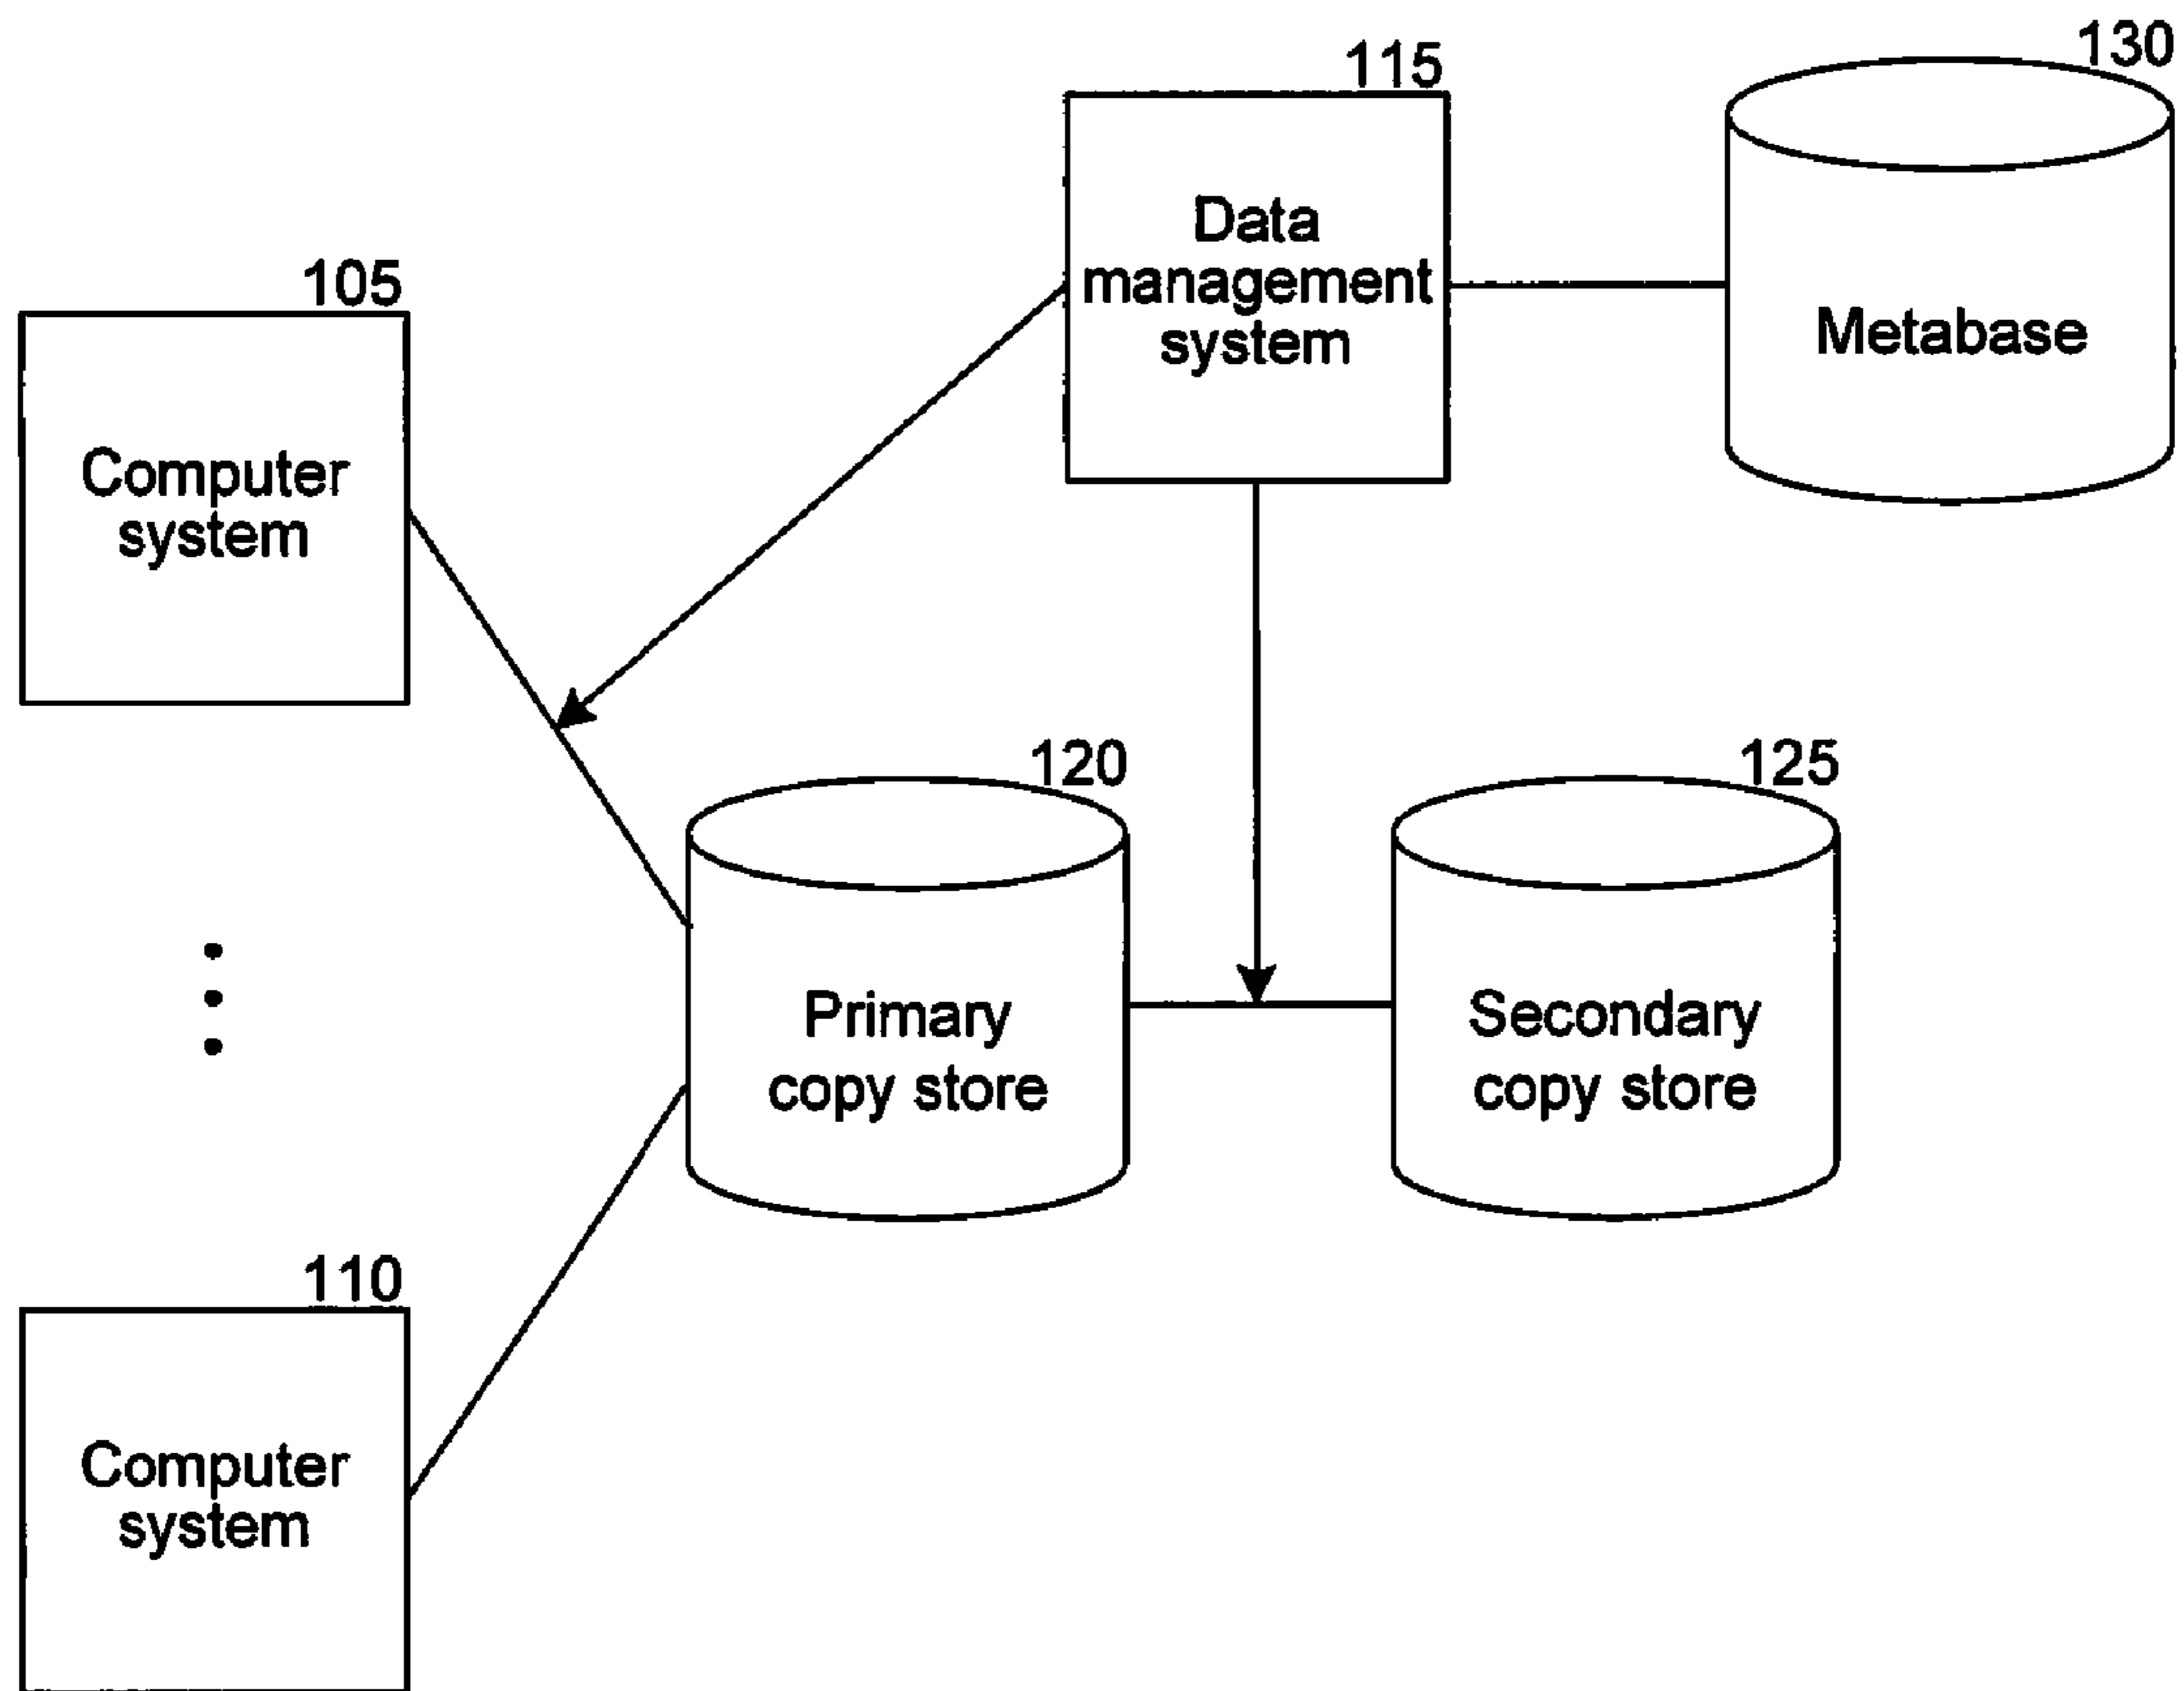 130
115
Data
management
system
Metabase
105
Computer
system
120
125
Primary
copy store
Secondary
copy store
110
Computer
system